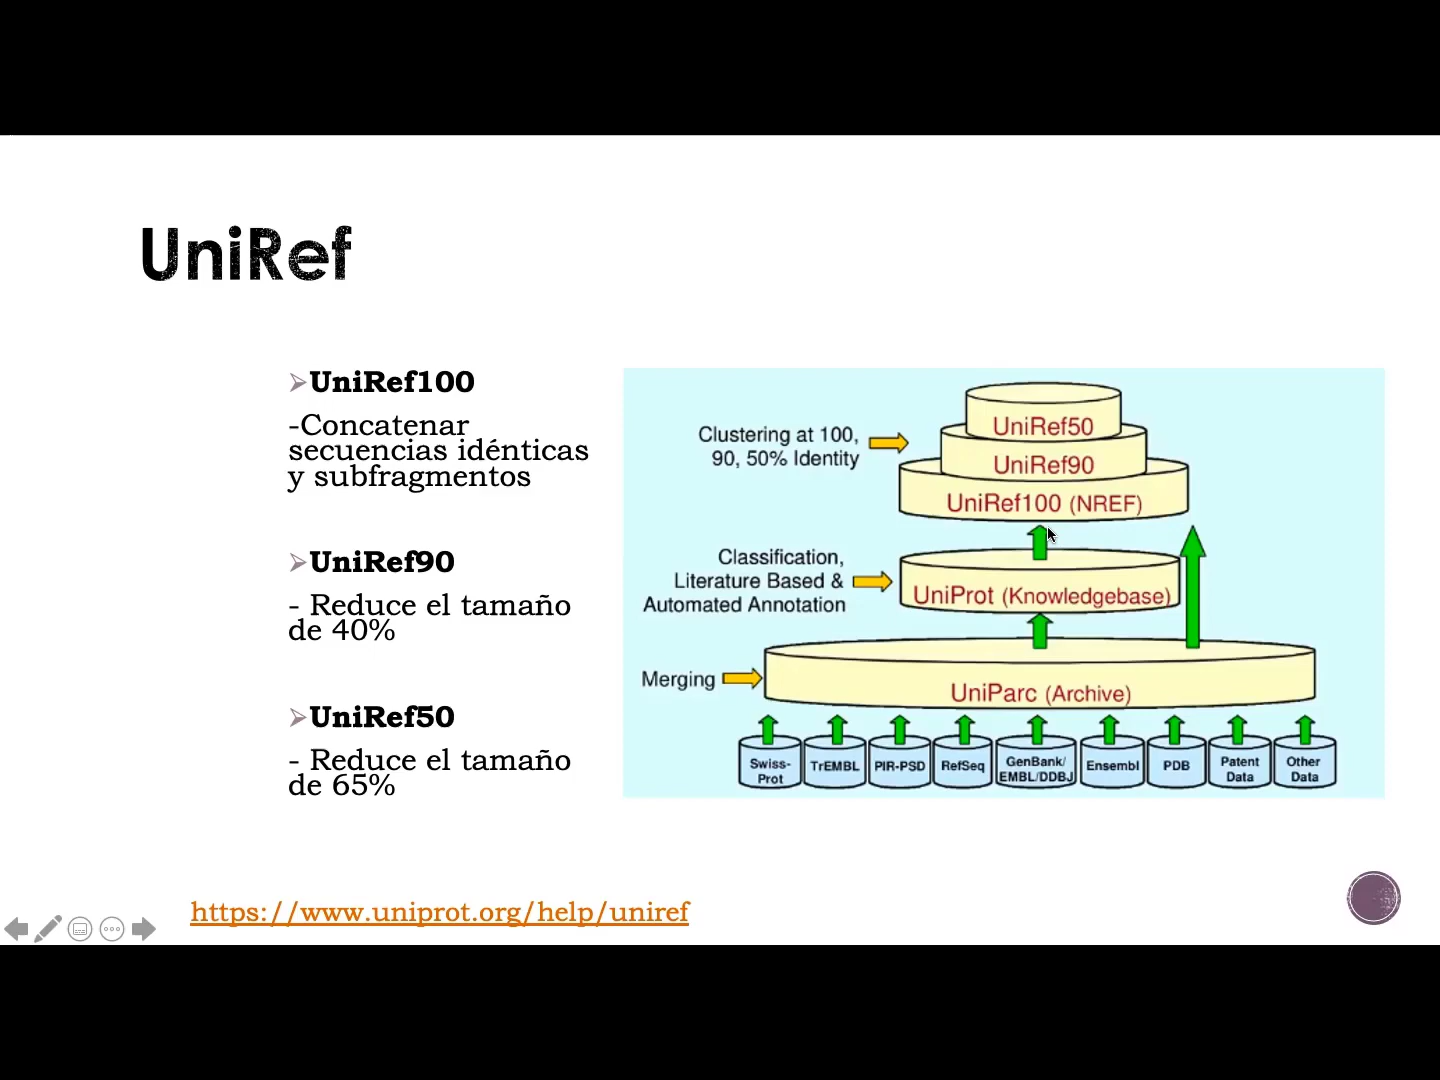 UniRef
UniRef100
-Concatenar
secuencias idénticas
y subfragmentos
UniRef90
- Reduce el tamaño
de 40%
UniRef50
- Reduce el tamaño
de 65%
Clustering at 100,
90, 50% Identity
UniRef50
UniRef90
UniRef100 (NREF)
Classification,
Literature Based &
Automated Annotation
UniProt (Knowledgebase)
Merging
UniParc (Archive)
Swiss-
Prot
TrEMBL
PIR-PSD
RefSeq
GenBank/
EMBL/DDBJ
Ensembl
PDB
Patent
Data
Other
Data
https://www.uniprot.org/help/uniref